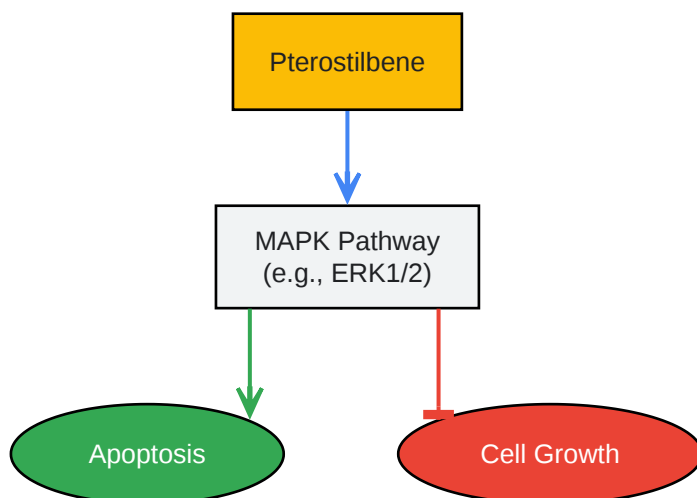 Pterostilbene
MAPK Pathway
(e.g., ERK1/2)
Apoptosis
Cell Growth